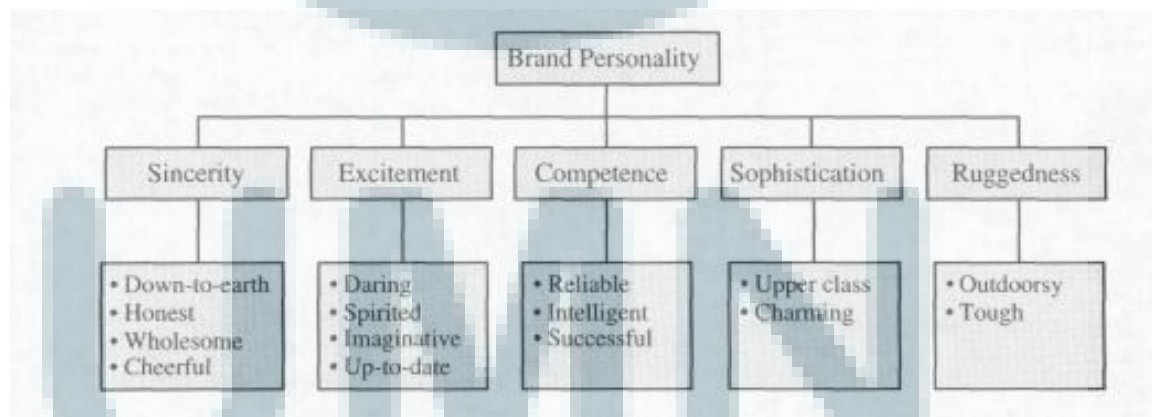 Brand Personality
Sincerity
Excitement
Competence
Sophistication
Ruggedness
• Down-to-earth
• Honest
• Wholesome
• Cheerful
• Daring
• Spirited
• Imaginative
• Up-to-date
• Reliable
• Intelligent
• Successful
• Upper class
• Charming
• Outdoorsy
• Tough
UMN